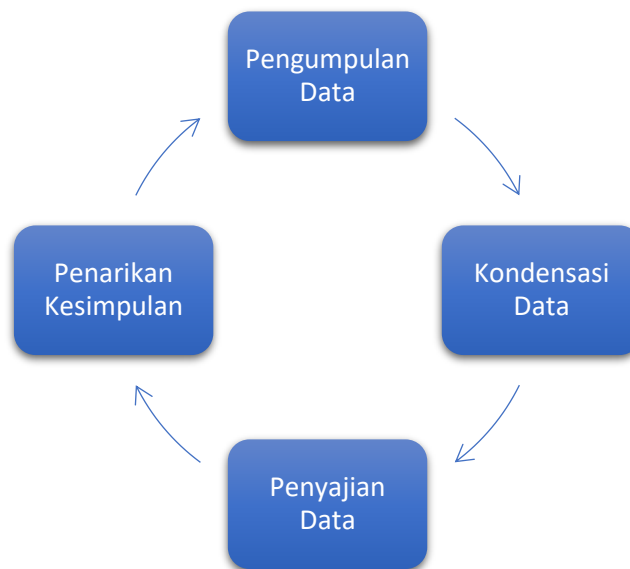 Pengumpulan
Data
Kondensasi
Data
Penyajian
Data
Penarikan
Kesimpulan